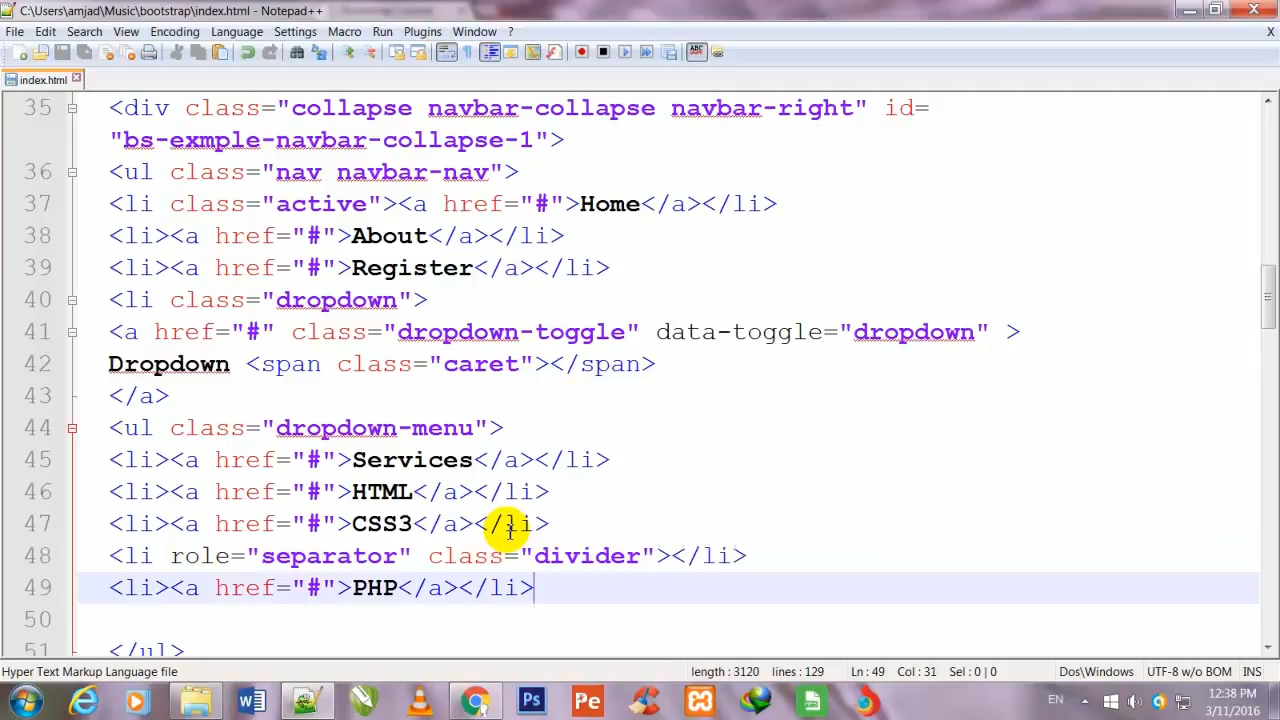 C:\Users\amjad\Music\bootstrap\index.html - Notepad++
File Edit Search View Encoding Language Settings Macro Run Plugins Window ? X
index.html
35 <div class="collapse navbar-collapse navbar-right" id=
"bs-exmple-navbar-collapse-1">
36 <ul class="nav navbar-nav">
37 <li class="active"><a href="#">Home</a></li>
38 <li><a href="#">About</a></li>
39 <li><a href="#">Register</a></li>
40 <li class="dropdown">
41 <a href="#" class="dropdown-toggle" data-toggle="dropdown" >
42 Dropdown <span class="caret"></span>
43 </a>
44 <ul class="dropdown-menu">
45 <li><a href="#">Services</a></li>
46 <li><a href="#">HTML</a></li>
47 <li><a href="#">CSS3</a></li>
48 <li role="separator" class="divider"></li>
49 <li><a href="#">PHP</a></li>
50
51 </ul>
Hyper Text Markup Language file length : 3120 lines : 129 Ln : 49 Col : 31 Sel : 0 | 0 Dos\Windows UTF-8 w/o BOM INS
W Ps Pe EN 12:38 PM
3/11/2016